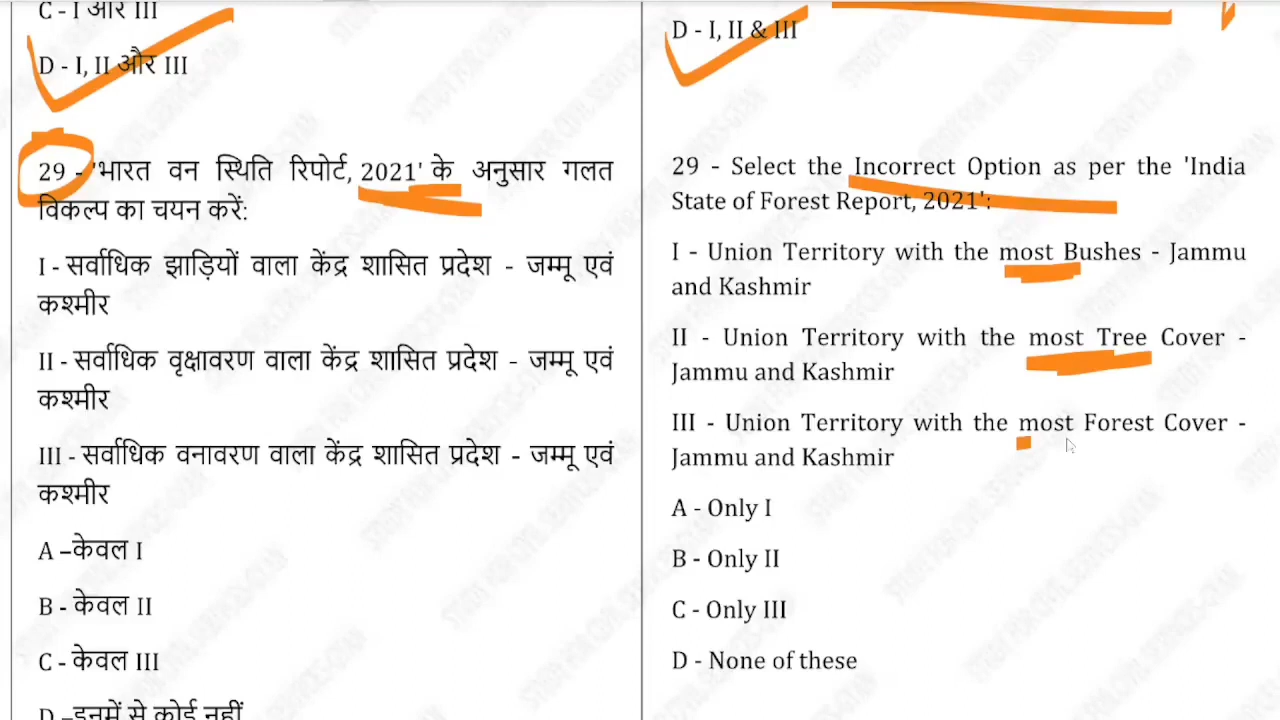 C - I और III
D - I, II और III
29 - 'भारत वन स्थिति रिपोर्ट, 2021' के अनुसार गलत
विकल्प का चयन करें:
I - सर्वाधिक झाड़ियों वाला केंद्र शासित प्रदेश - जम्मू एवं
कश्मीर
II - सर्वाधिक वृक्षावरण वाला केंद्र शासित प्रदेश - जम्मू एवं
कश्मीर
III - सर्वाधिक वनावरण वाला केंद्र शासित प्रदेश - जम्मू एवं
कश्मीर
A –केवल I
B - केवल II
C - केवल III
D –इनमें से कोई नहीं
D - I, II & III
29 - Select the Incorrect Option as per the 'India
State of Forest Report, 2021':
I - Union Territory with the most Bushes - Jammu
and Kashmir
II - Union Territory with the most Tree Cover -
Jammu and Kashmir
III - Union Territory with the most Forest Cover -
Jammu and Kashmir
A - Only I
B - Only II
C - Only III
D - None of these